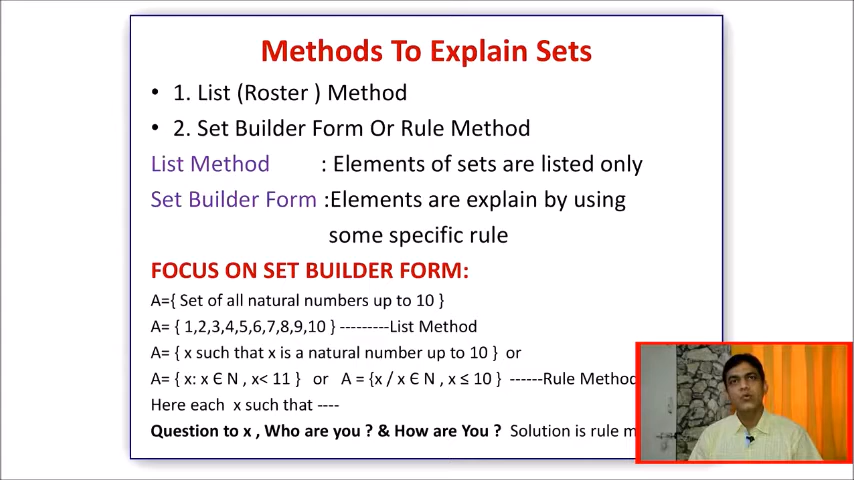 Methods To Explain Sets
• 1. List (Roster ) Method
• 2. Set Builder Form Or Rule Method
List Method : Elements of sets are listed only
Set Builder Form :Elements are explain by using
some specific rule
FOCUS ON SET BUILDER FORM:
A={ Set of all natural numbers up to 10 }
A= { 1,2,3,4,5,6,7,8,9,10 } ---------List Method
A= { x such that x is a natural number up to 10 } or
A= { x: x Є N , x< 11 } or A = {x / x Є N , x ≤ 10 } ------Rule Method
Here each x such that ----
Question to x , Who are you ? & How are You ? Solution is rule